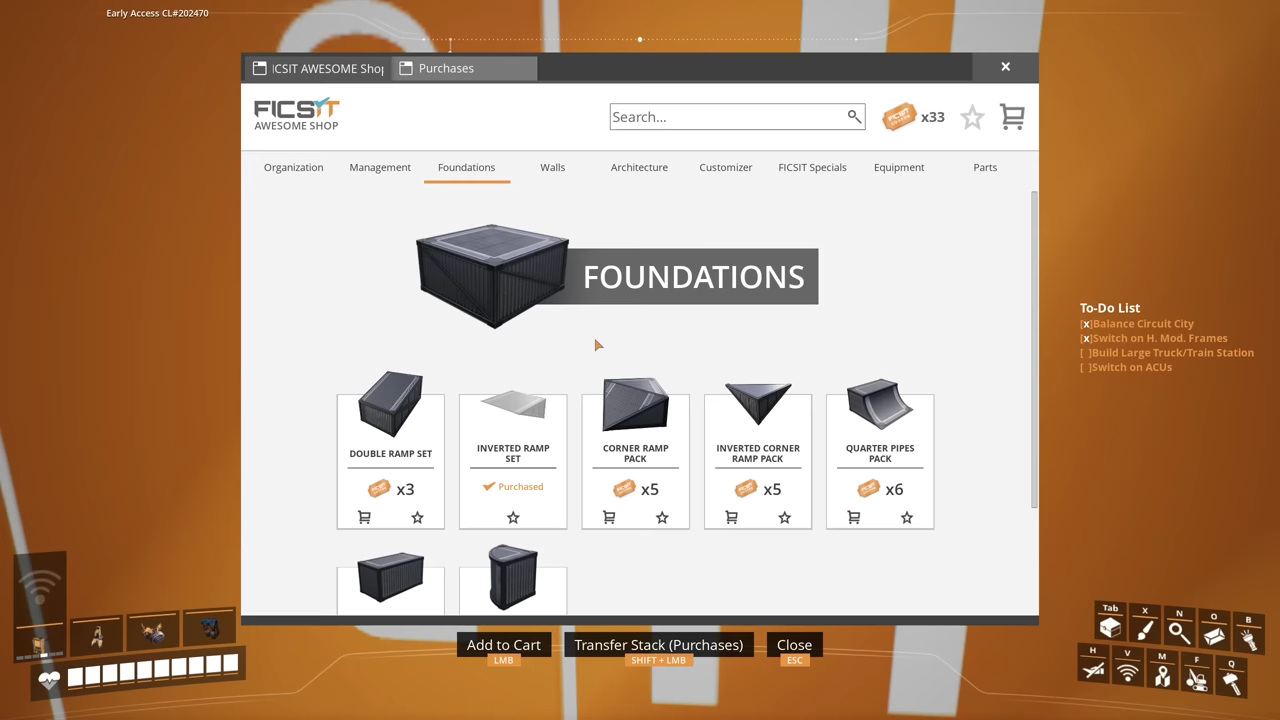 Early Access CL#202470
ICSIT AWESOME Shop
Purchases
FICSIT
AWESOME SHOP
Search...
x33
Organization
Management
Foundations
Walls
Architecture
Customizer
FICSIT Specials
Equipment
Parts
FOUNDATIONS
DOUBLE RAMP SET
x3
INVERTED RAMP
SET
Purchased
CORNER RAMP
PACK
x5
INVERTED CORNER
RAMP PACK
x5
QUARTER PIPES
PACK
x6
To-Do List
[x]Balance Circuit City
[x]Switch on H. Mod. Frames
[ ]Build Large Truck/Train Station
[ ]Switch on ACUs
Add to Cart
LMB
Transfer Stack (Purchases)
SHIFT + LMB
Close
ESC
Tab
X
N
O
B
H
V
M
F
Q